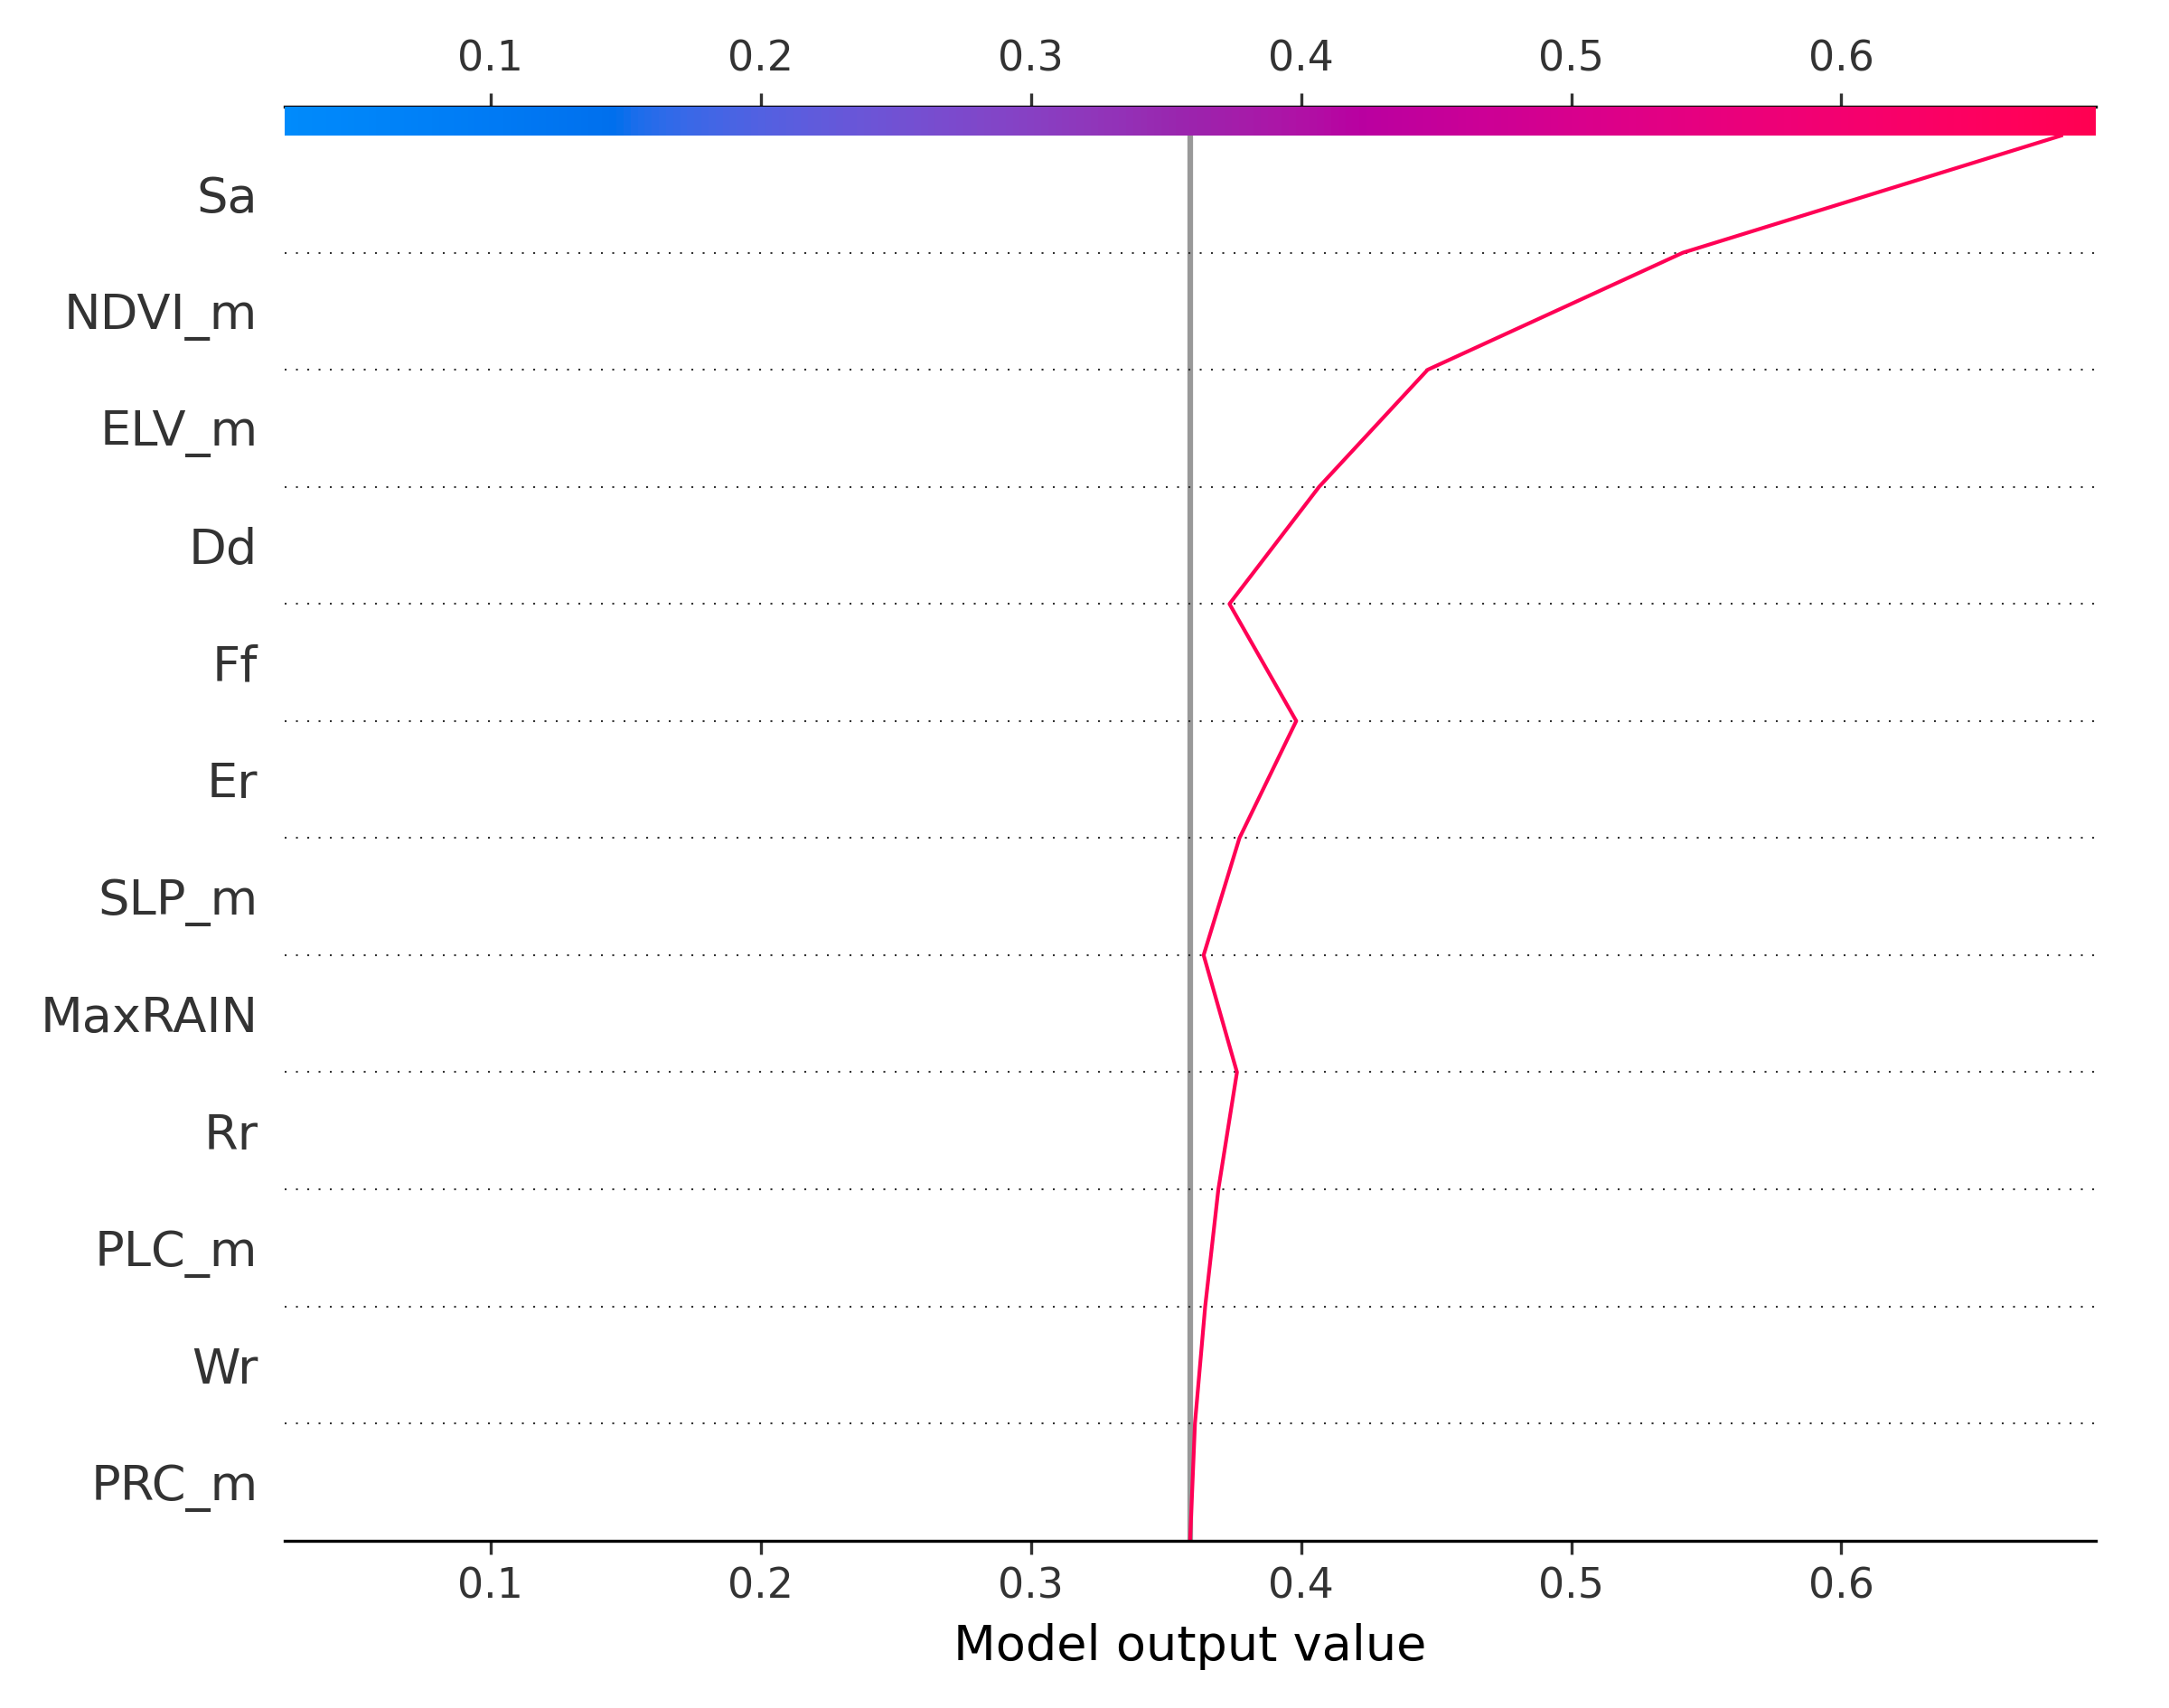 0.1 0.2 0.3 0.4 0.5 0.6
Sa
NDVI_m
ELV_m
Dd
Ff
Er
SLP_m
MaxRAIN
Rr
PLC_m
Wr
PRC_m
0.1 0.2 0.3 0.4 0.5 0.6
Model output value